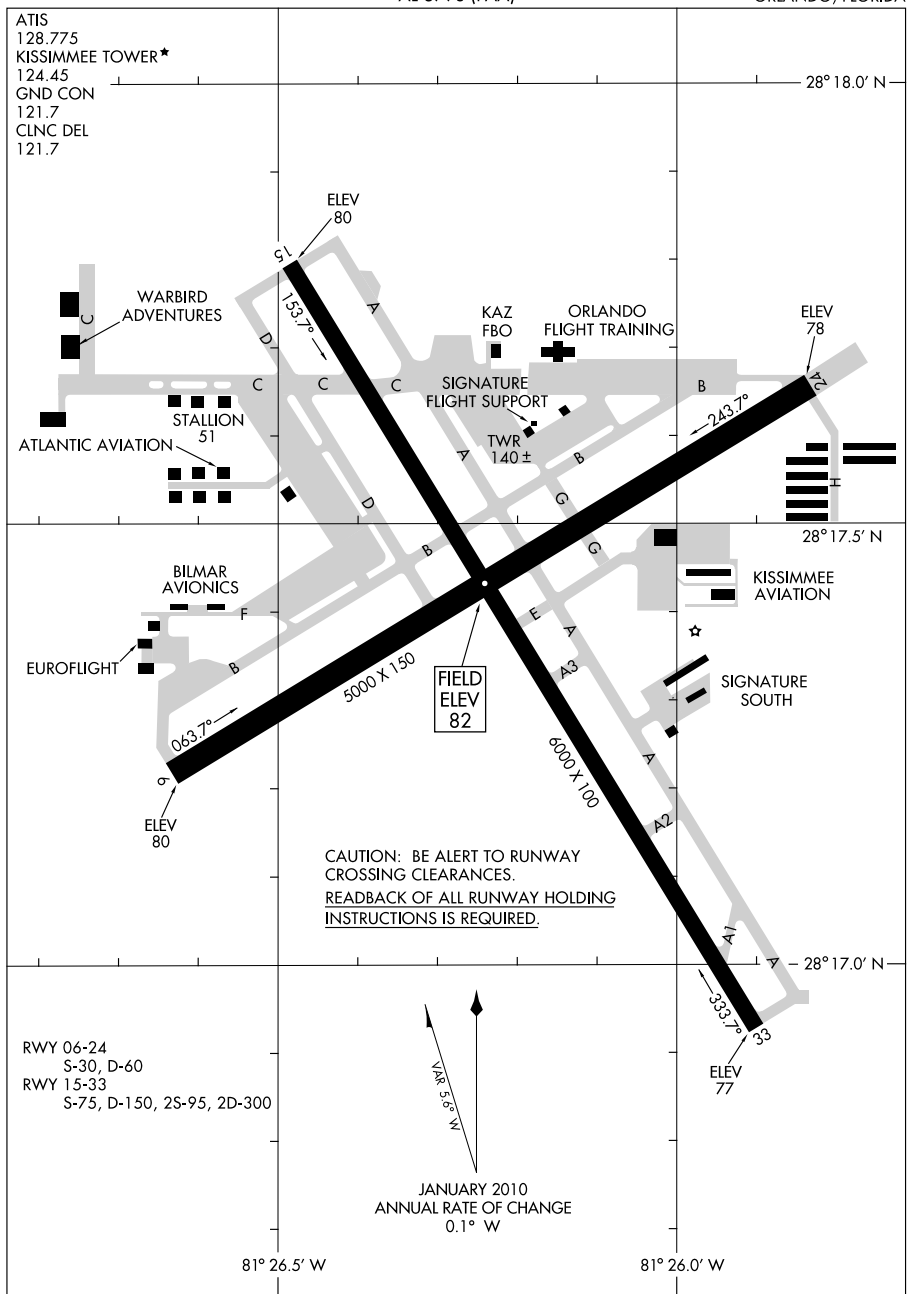 ATIS
128.775
KISSIMMEE TOWER★
124.45
GND CON
121.7
CLNC DEL
121.7
28° 18.0' N
ELEV
80
15
153.7°
A
D
C
WARBIRD
ADVENTURES
KAZ
FBO
ORLANDO
FLIGHT TRAINING
ELEV
78
24
C
C
C
B
243.7°
SIGNATURE
FLIGHT SUPPORT
STALLION
51
ATLANTIC AVIATION
TWR
140 ±
A
B
D
G
H
28° 17.5' N
B
G
BILMAR
AVIONICS
F
KISSIMMEE
AVIATION
E
A
EUROFLIGHT
B
A3
5000 X 150
FIELD
ELEV
82
SIGNATURE
SOUTH
063.7°
6
6000 X 100
A
ELEV
80
A2
CAUTION: BE ALERT TO RUNWAY
CROSSING CLEARANCES.
READBACK OF ALL RUNWAY HOLDING
INSTRUCTIONS IS REQUIRED.
A1
A
28° 17.0' N
333.7°
33
ELEV
77
RWY 06-24
S-30, D-60
RWY 15-33
S-75, D-150, 2S-95, 2D-300
VAR 5.6° W
JANUARY 2010
ANNUAL RATE OF CHANGE
0.1° W
81° 26.5' W
81° 26.0' W